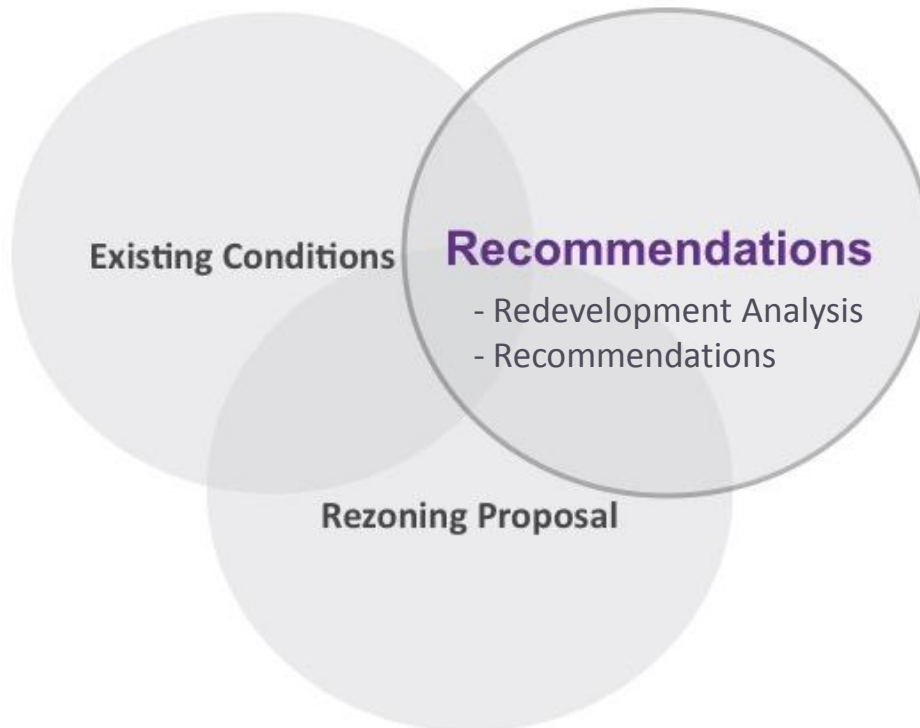 Existing Conditions
Recommendations
- Redevelopment Analysis
- Recommendations
Rezoning Proposal